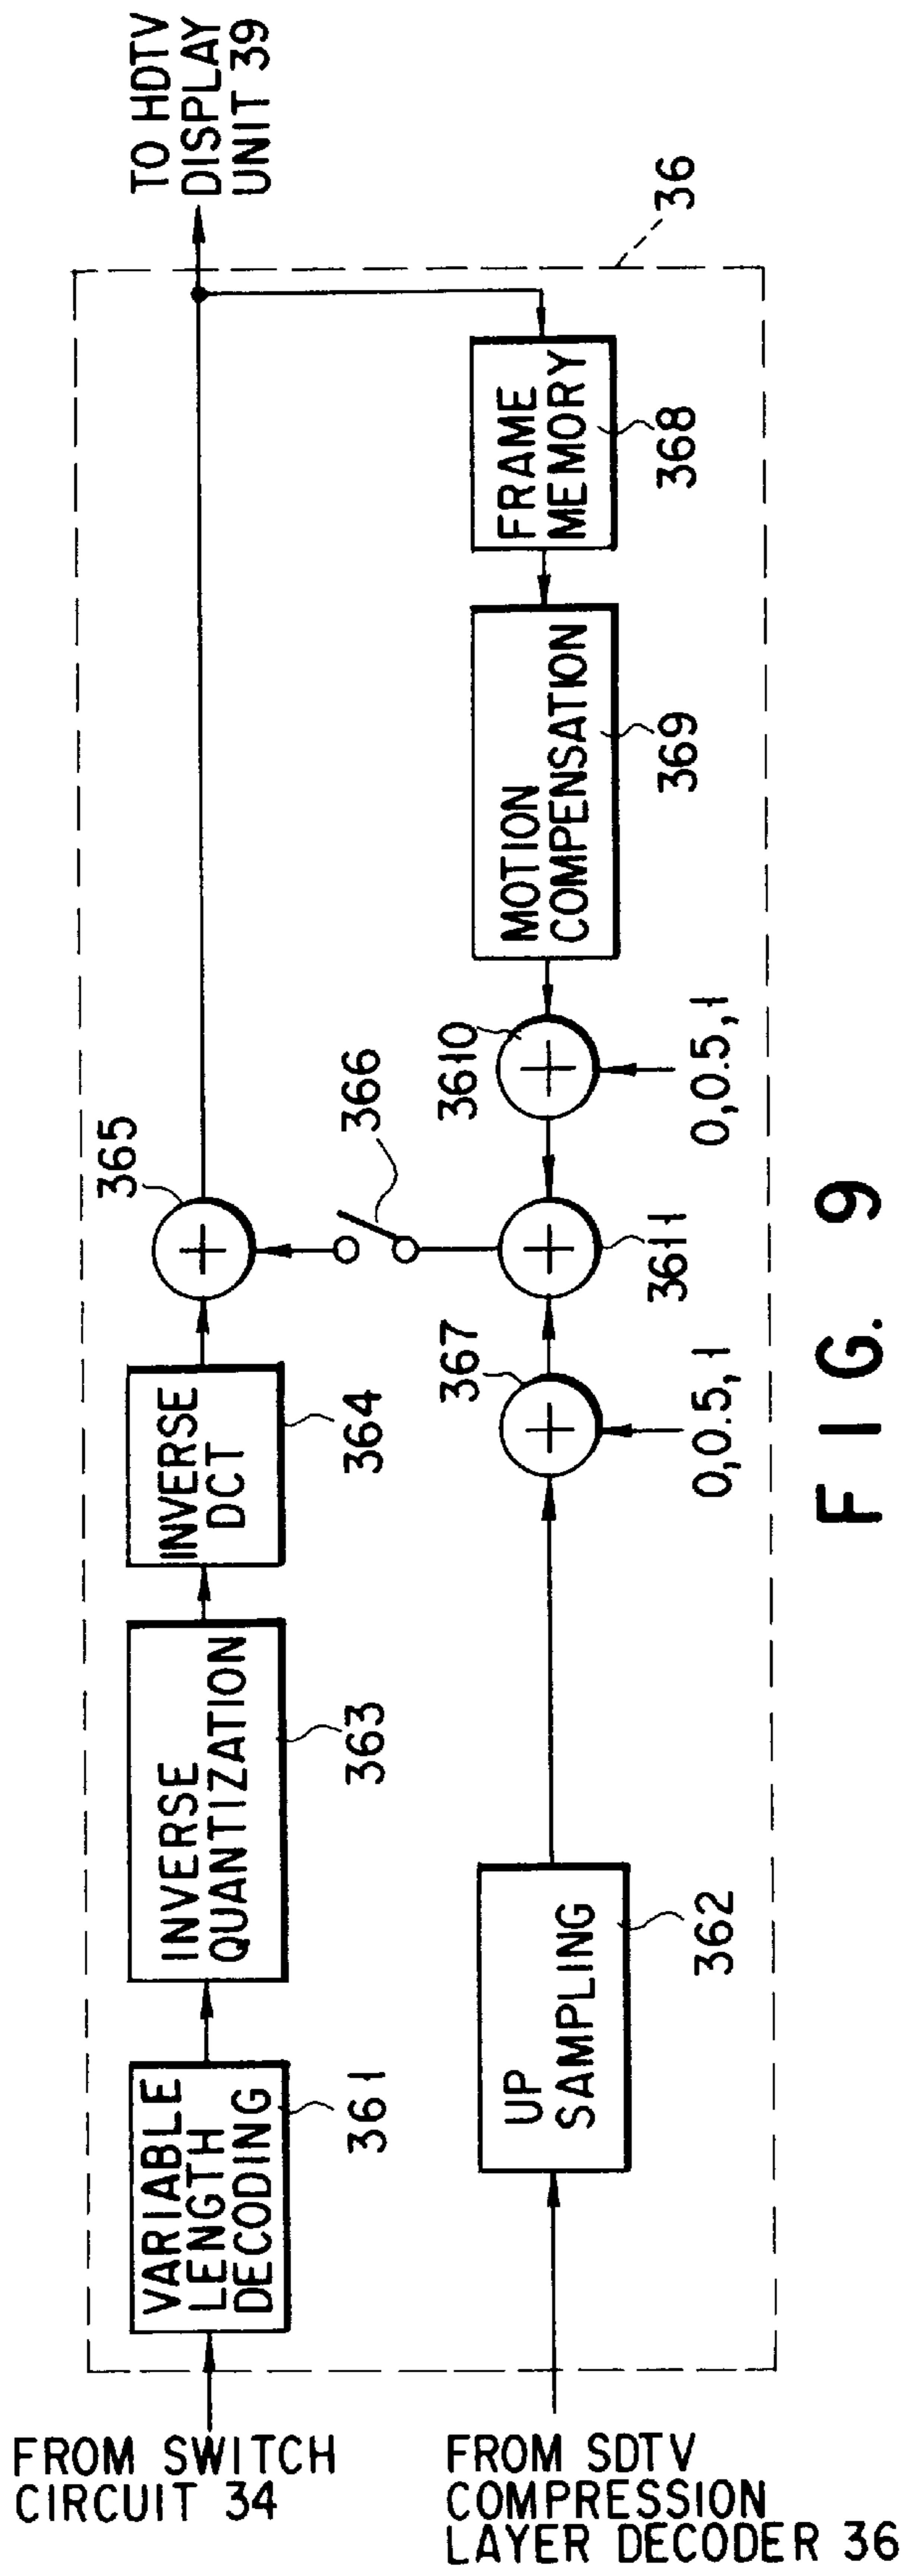 TO HDTV
DISPLAY
UNIT 39
36
365
366
364
363
361
INVERSE
DCT
INVERSE
QUANTIZATION
VARIABLE
LENGTH
DECODING
FROM SWITCH
CIRCUIT 34
FRAME
MEMORY
368
MOTION
COMPENSATION
369
3610
0,0.5,1
3611
367
0,0.5,1
UP
SAMPLING
362
FROM SDTV
COMPRESSION
LAYER DECODER 36
FIG. 9